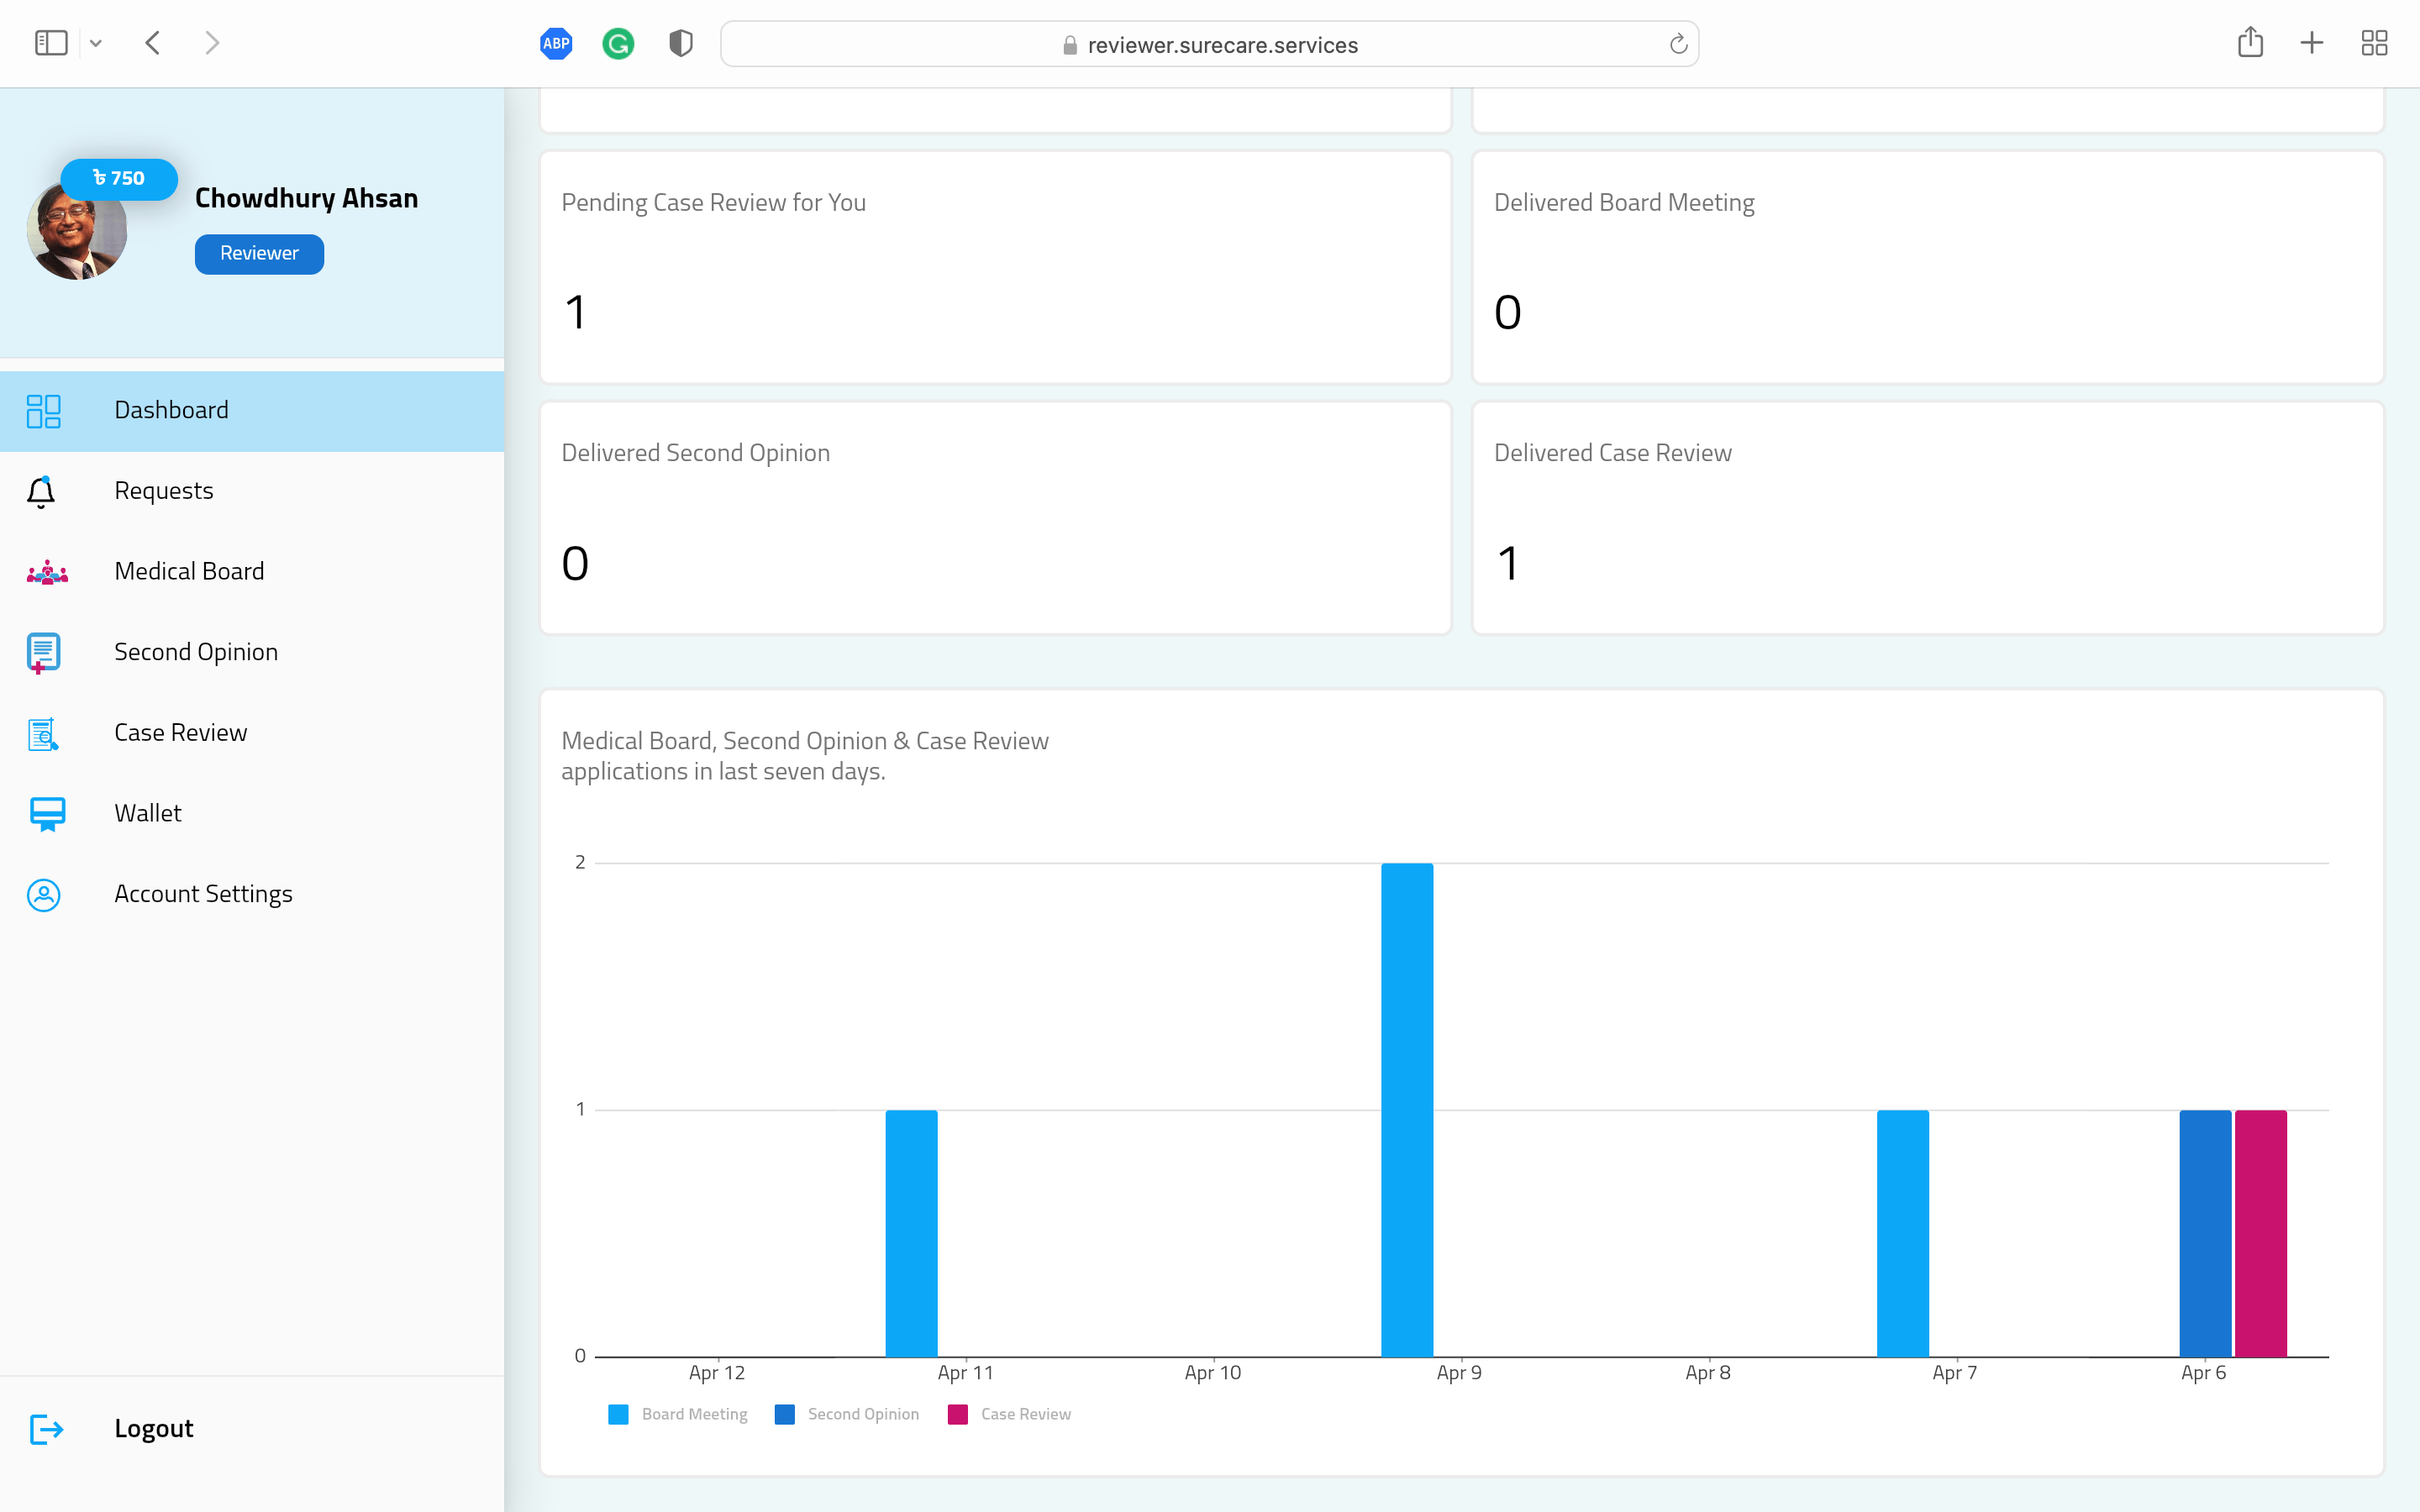 ABP
reviewer.surecare.services
৳ 750
Chowdhury Ahsan
Reviewer
Dashboard
Requests
Medical Board
Second Opinion
Case Review
Wallet
Account Settings
Logout
Pending Case Review for You
1
Delivered Board Meeting
0
Delivered Second Opinion
0
Delivered Case Review
1
Medical Board, Second Opinion & Case Review
applications in last seven days.
2
1
0
Apr 12 Apr 11 Apr 10 Apr 9 Apr 8 Apr 7 Apr 6
Board Meeting Second Opinion Case Review